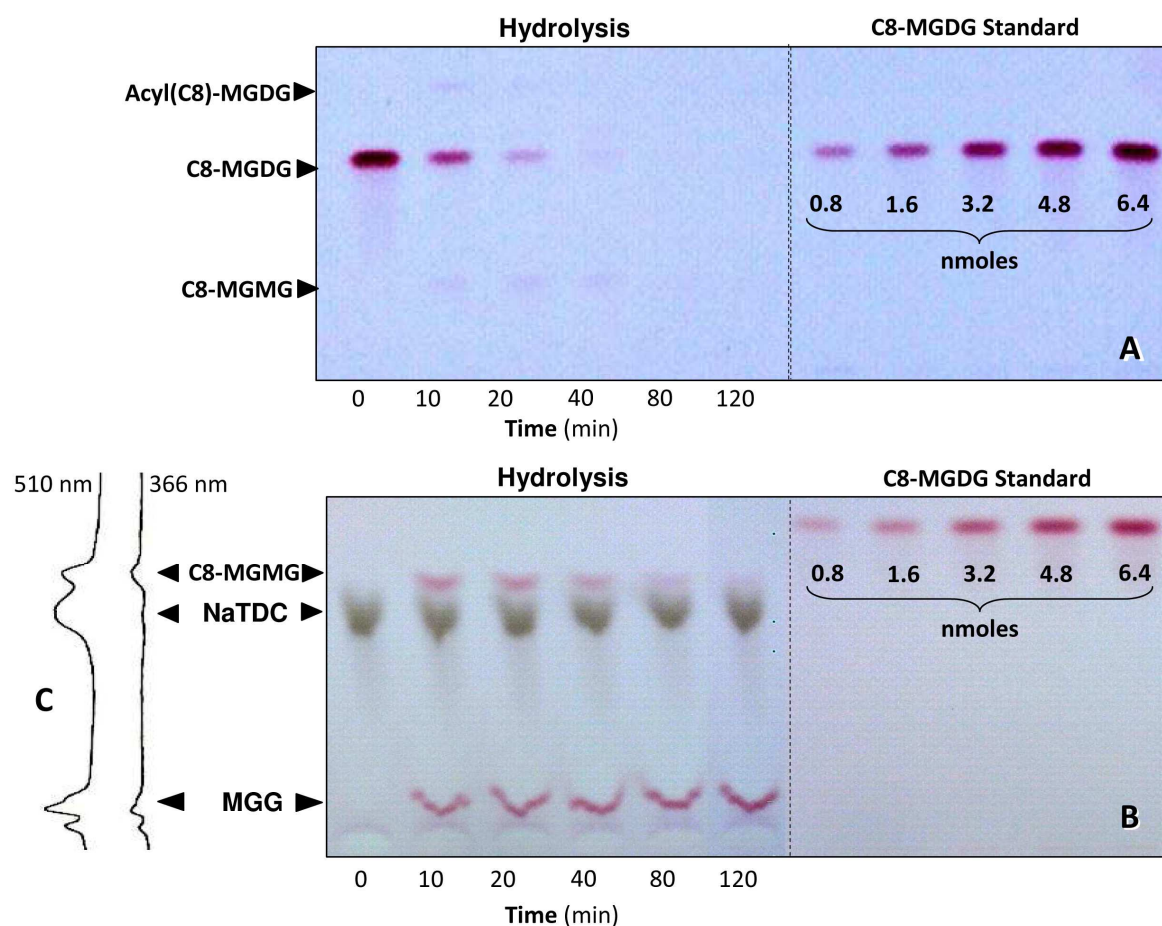 Hydrolysis
C8-MGDG Standard
Acyl(C8)-MGDG
C8-MGDG
0.8 1.6 3.2 4.8 6.4
nmoles
C8-MGMG
A
0 10 20 40 80 120
Time (min)
Hydrolysis
C8-MGDG Standard
510 nm 366 nm
C8-MGMG
0.8 1.6 3.2 4.8 6.4
NaTDC
nmoles
C
MGG
B
0 10 20 40 80 120
Time (min)